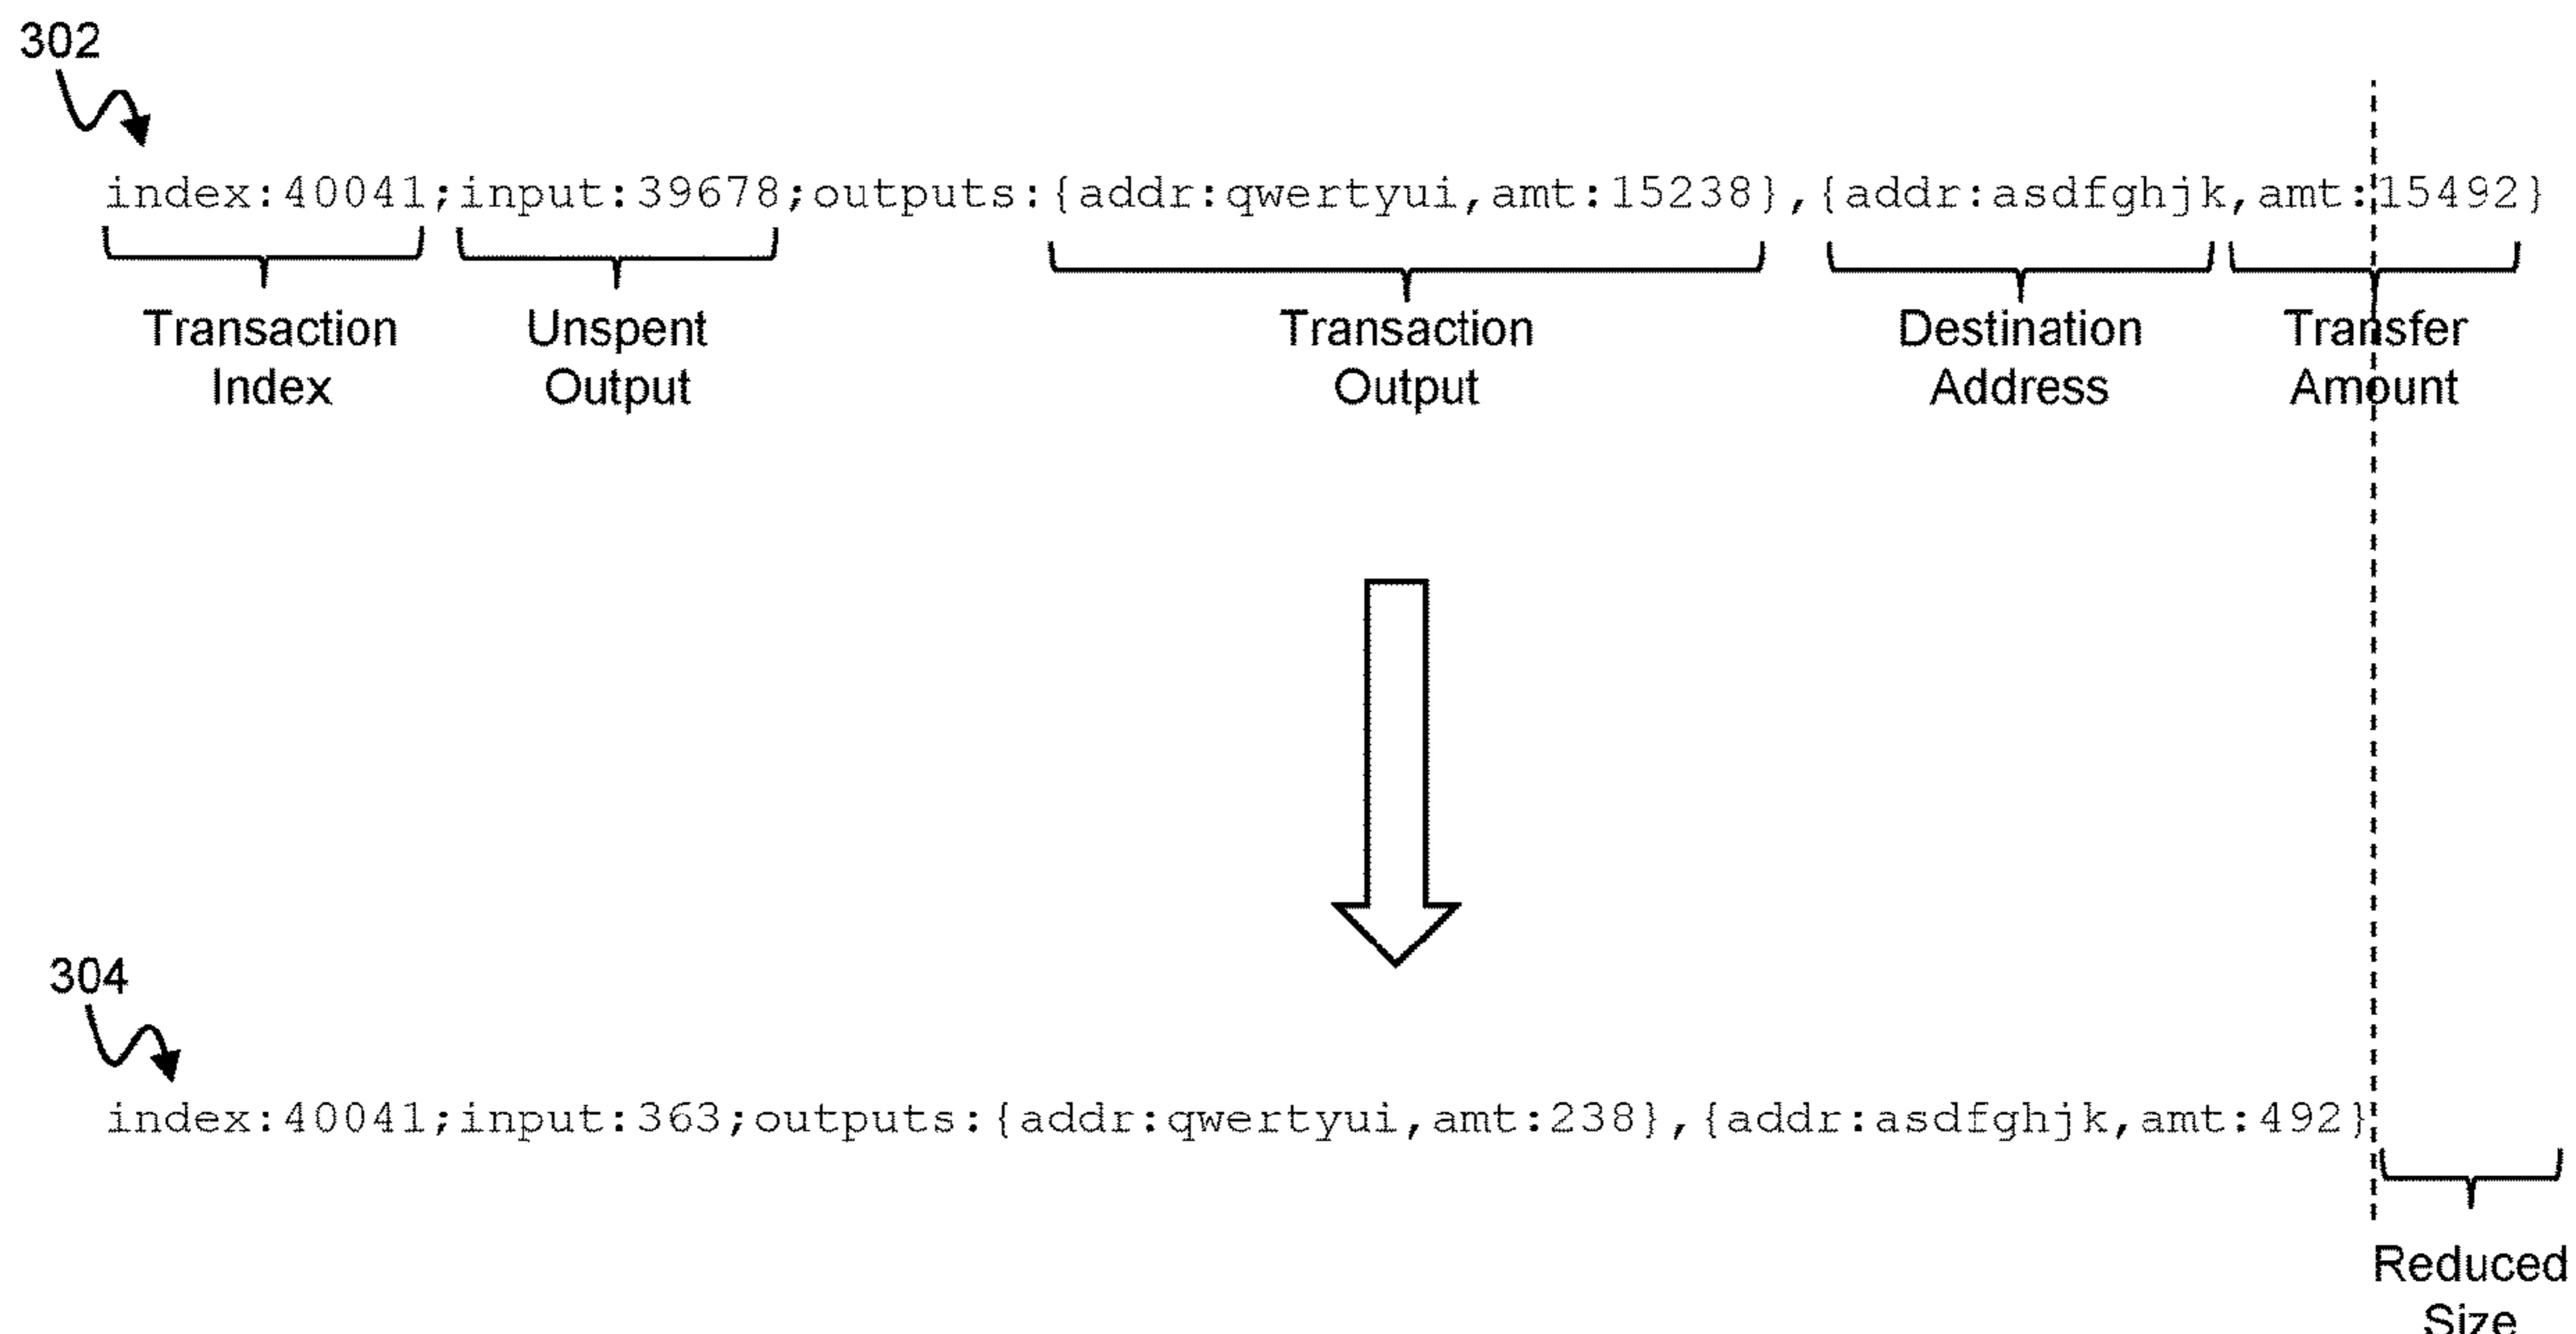 302
index:40041;input:39678;outputs:{addr:qwertyui,amt:15238},{addr:asdfghjk,amt:15492}
Transaction Index
Unspent Output
Transaction Output
Destination Address
Transfer Amount
304
index:40041;input:363;outputs:{addr:qwertyui,amt:238},{addr:asdfghjk,amt:492}
Reduced
Size